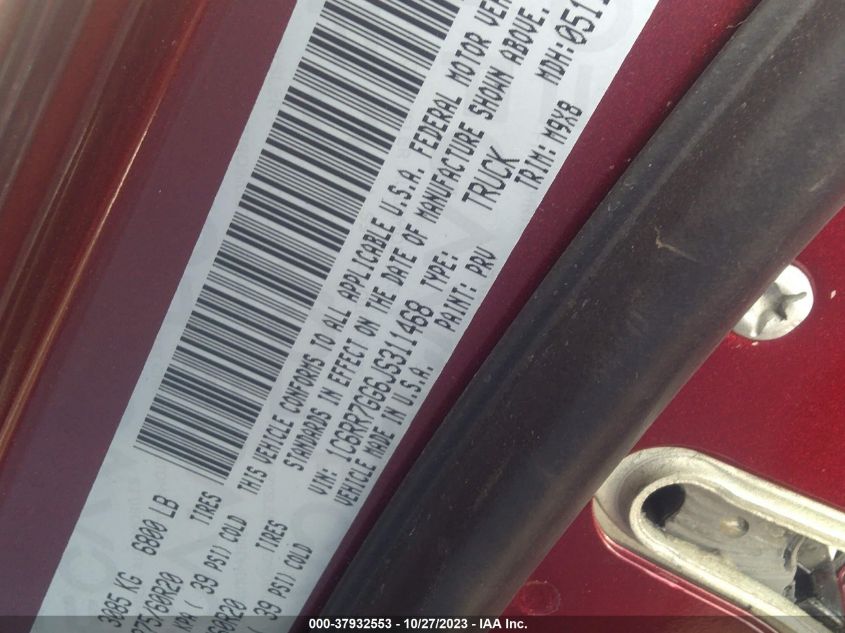 3085 KG 6800 LB
275/60R20 TIRES
KPA ( 39 PSI) COLD
60R20 TIRES
( 39 PSI) COLD
THIS VEHICLE CONFORMS TO ALL APPLICABLE U.S.A. FEDERAL MOTOR
STANDARDS IN EFFECT ON THE DATE OF MANUFACTURE SHOWN ABOVE.
VIN: 1C6RR7GG6JS311468 TYPE: TRUCK MDH: 051
VEHICLE MADE IN U.S.A. PAINT: PRV TRIM: M9X8
000-37932553 - 10/27/2023 - IAA Inc.